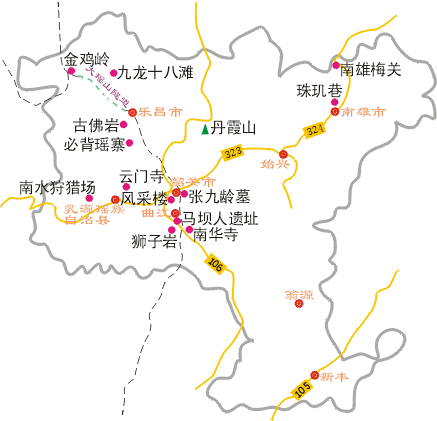 金鸡岭
九龙十八滩
大瑶山隧道
乐昌市
古佛岩
必背瑶寨
丹霞山
南雄梅关
珠玑巷
南雄市
324
323
始兴
云门寺
韶关市
南水狩猎场
风采楼
张九龄墓
乳源瑶族
自治县
曲江
马坝人遗址
狮子岩
南华寺
106
翁源
新丰
105